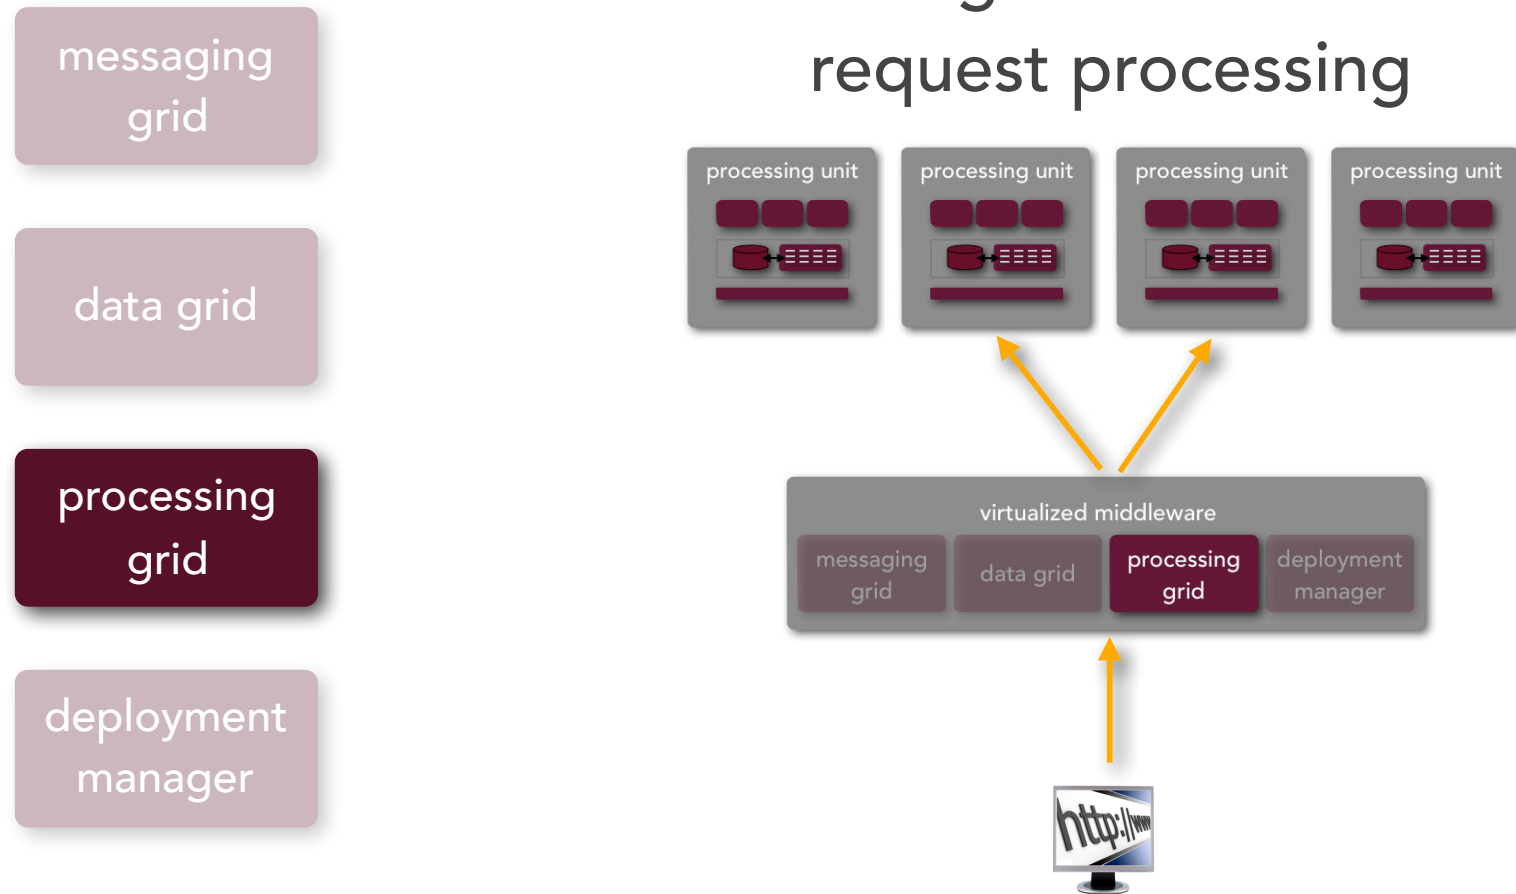 messaging
grid
data grid
processing
grid
deployment
manager
request processing
processing unit
processing unit
processing unit
processing unit
virtualized middleware
messaging
grid
data grid
processing
grid
deployment
manager
http://www